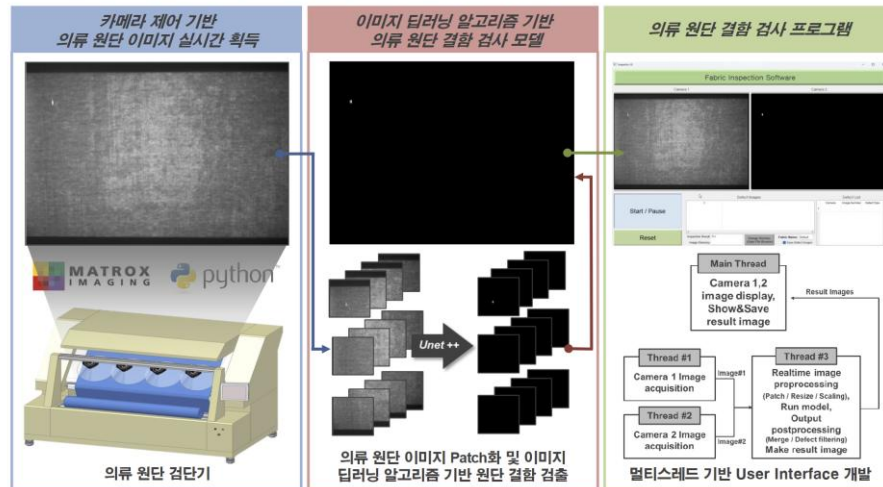 카메라 제어 기반
의류 원단 이미지 실시간 획득
MATROX
IMAGING
python
의류 원단 검단기
이미지 딥러닝 알고리즘 기반
의류 원단 결함 검사 모델
Unet ++
의류 원단 이미지 Patch화 및 이미지
딥러닝 알고리즘 기반 원단 결함 검출
의류 원단 결함 검사 프로그램
Fabric Inspection Software
Camera 1
Start / Pause
Reset
Main Thread
Camera 1,2
image display,
Show&Save
result image
Result Images
Thread #1
Camera 1 Image
acquisition
Image#1
Thread #2
Camera 2 Image
acquisition
Image#2
Thread #3
Realtime image
preprocessing
(Patch / Resize / Scaling),
Run model,
Output
postprocessing
(Merge / Defect filtering)
Make result image
멀티스레드 기반 User Interface 개발